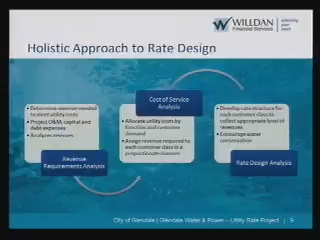 WILLDAN
Financial Services
Holistic Approach to Rate Design
• Determine revenue needed
to meet utility costs
• Project O&M, capital and
debt expenses
• Analyze revenues
Revenue
Requirements Analysis
Cost of Service
Analysis
• Allocate utility costs by
function and customer
demand
• Assign revenue required to
each customer class in a
proportionate manner
• Develop rate structure for
each customer class to
collect appropriate level of
revenues
• Encourage water
conservation
Rate Design Analysis
City of Glendale | Glendale Water & Power – Utility Rate Project | 9